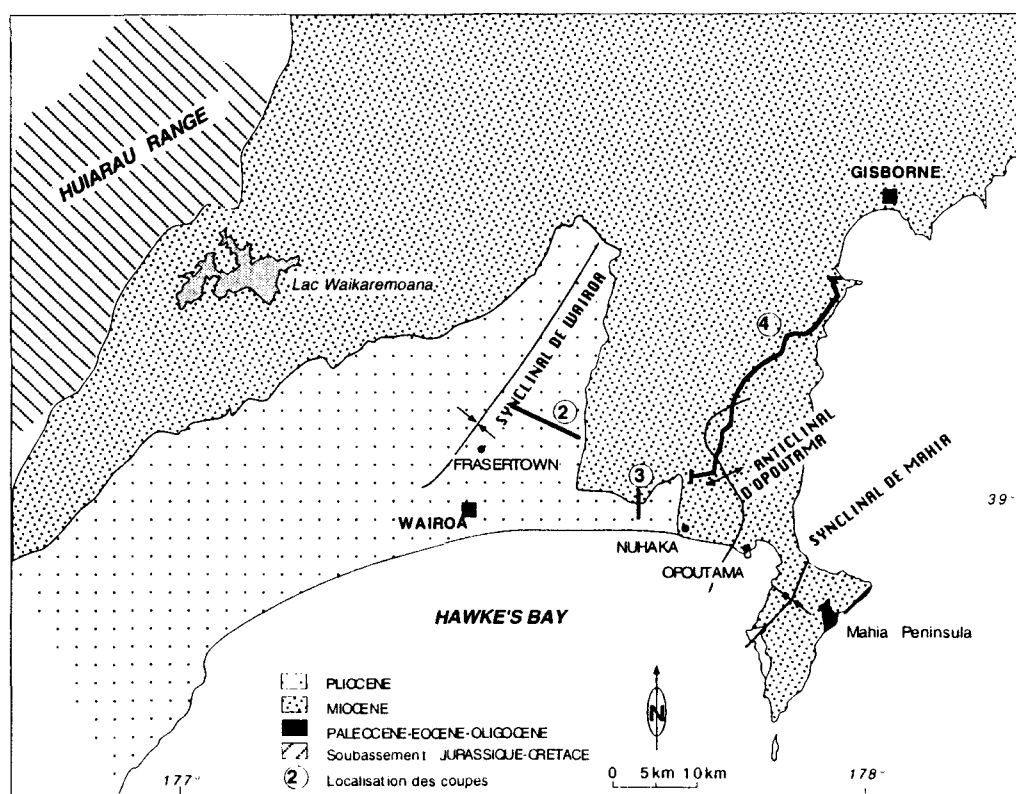 HUIARAU RANGE
GISBORNE
Lac Waikaremoana
SYNCLINAL DE WAIROA
4
2
FRASERTOWN
ANTICLINAL
D'OPOUTAMA
SYNCLINAL DE MAHIA
3
39
WAIROA
NUHAKA
OPOUTAMA
HAWKE'S BAY
Mahia Peninsula
PLIOCENE
MIOCENE
PALEOCENE-EOCENE-OLIGOCENE
Soubassement JURASSIQUE-CRETACE
2 Localisation des coupes
N
0 5km 10km
177
178